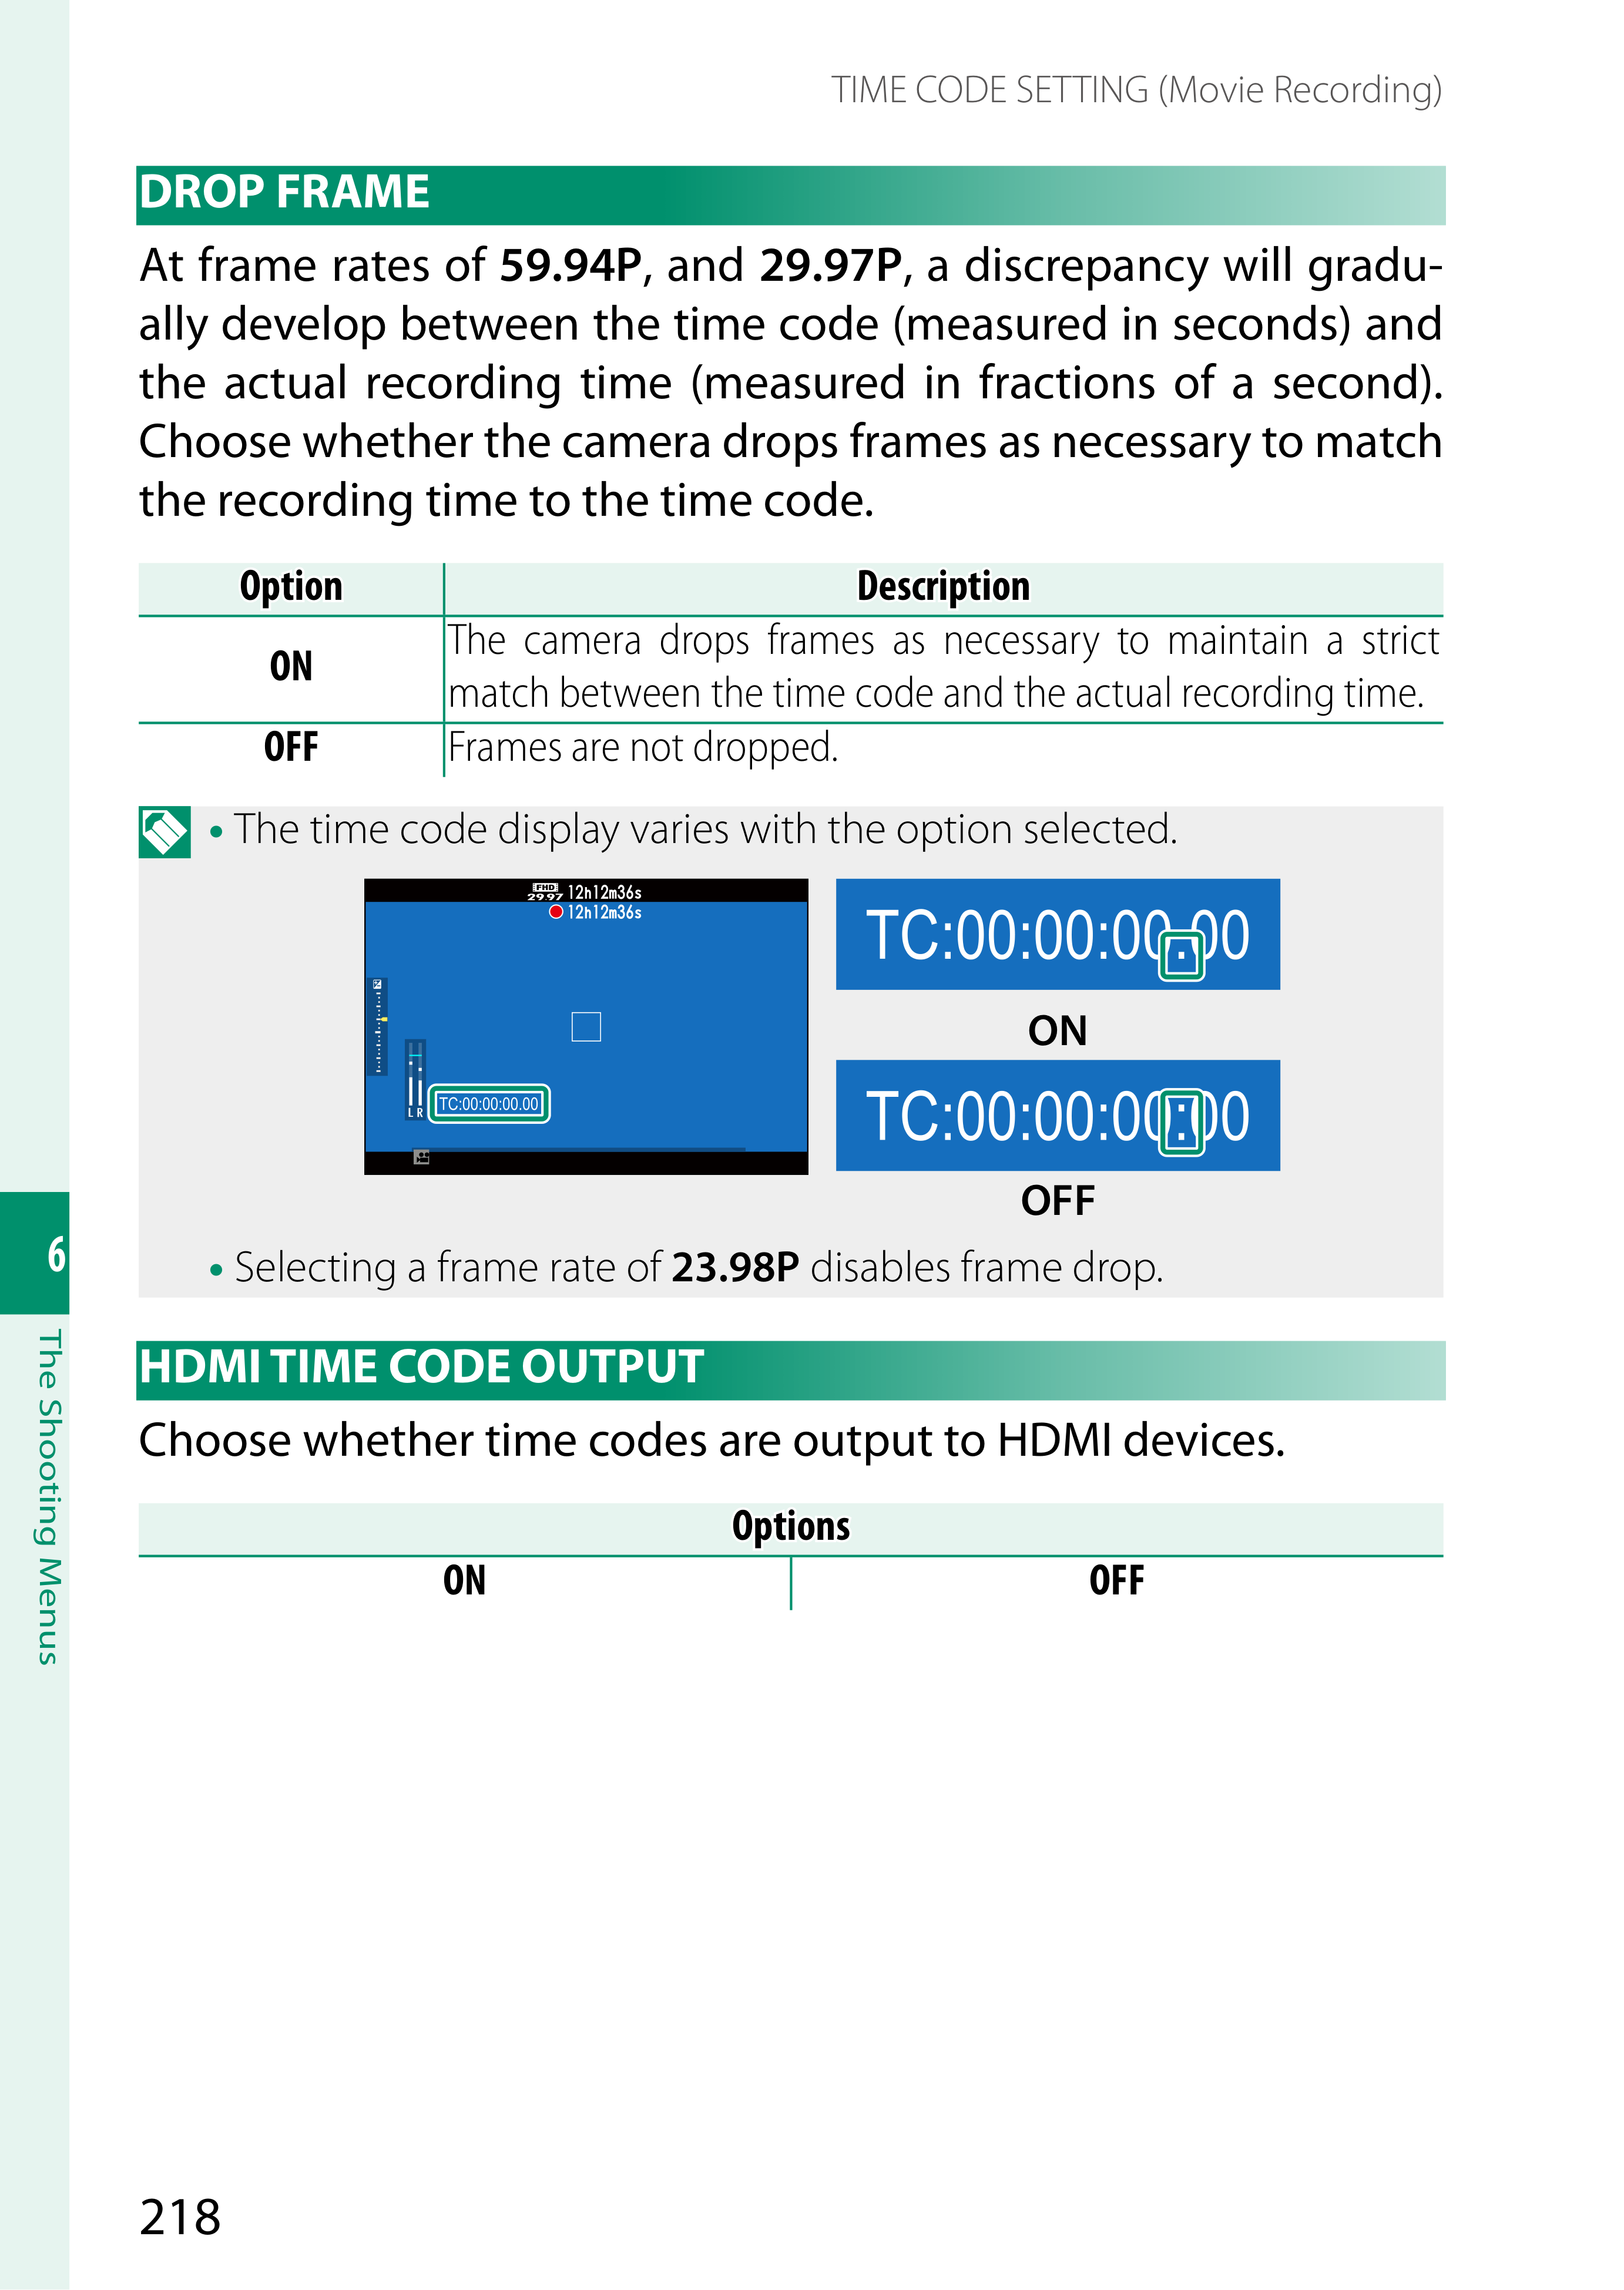 TIME CODE SETTING (Movie Recording)
DROP FRAME
At frame rates of 59.94P, and 29.97P, a discrepancy will gradu-
ally develop between the time code (measured in seconds) and
the actual recording time (measured in fractions of a second).
Choose whether the camera drops frames as necessary to match
the recording time to the time code.
Option Description
ON The camera drops frames as necessary to maintain a strict
match between the time code and the actual recording time.
OFF Frames are not dropped.
• The time code display varies with the option selected.
FHD 29.97 12h12m36s
12h12m36s
L R
TC:00:00:00.00
TC:00:00:00.00
ON
TC:00:00:00:00
OFF
• Selecting a frame rate of 23.98P disables frame drop.
HDMI TIME CODE OUTPUT
Choose whether time codes are output to HDMI devices.
Options
ON OFF
6
The Shooting Menus
218